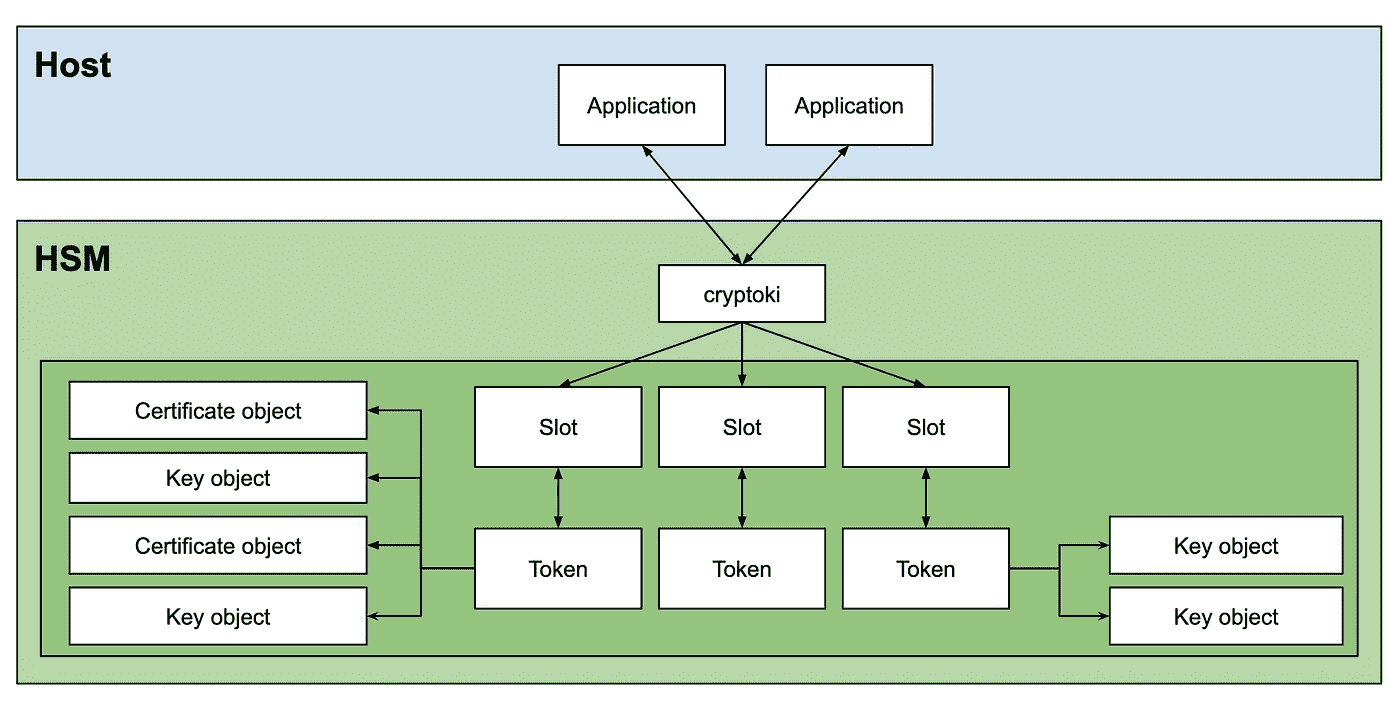 Host
Application
Application
HSM
cryptoki
Certificate object
Key object
Certificate object
Key object
Slot
Slot
Slot
Token
Token
Token
Key object
Key object